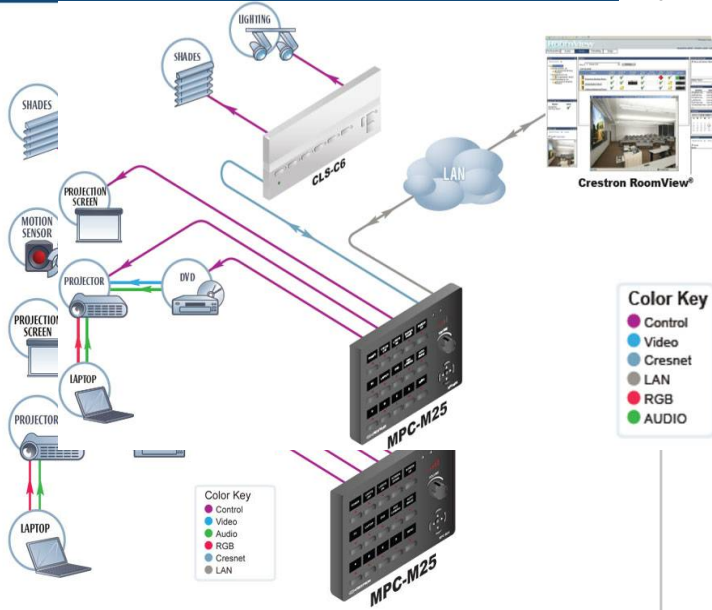 LIGHTING
SHADES
SHADES
CLS-C6
LAN
Crestron RoomView®
PROJECTION
SCREEN
MOTION
SENSOR
PROJECTOR
DVD
PROJECTION
SCREEN
LAPTOP
MPC-M25
Color Key
Control
Video
Cresnet
LAN
RGB
AUDIO
PROJECTOR
LAPTOP
Color Key
Control
Video
Audio
RGB
Cresnet
LAN
MPC-M25